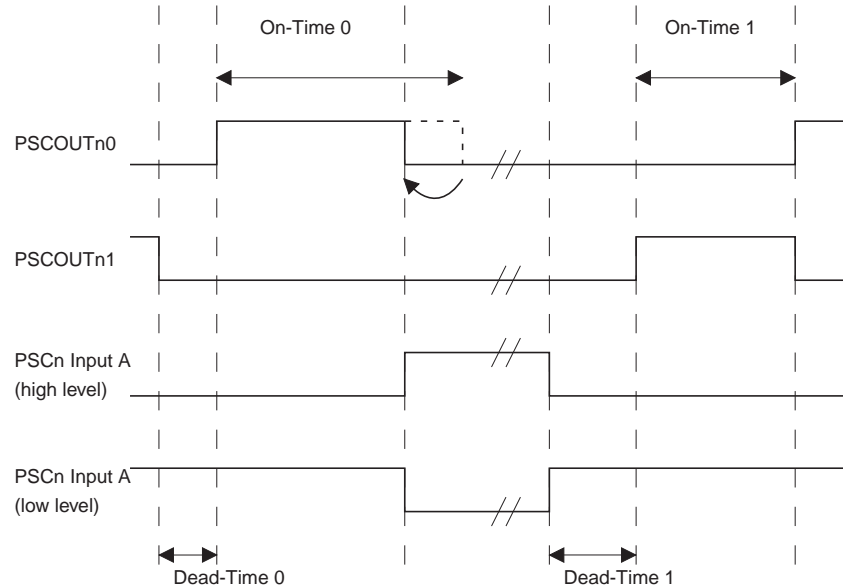 On-Time 0
On-Time 1
PSCOUTn0
PSCOUTn1
PSCn Input A
(high level)
PSCn Input A
(low level)
Dead-Time 0
Dead-Time 1